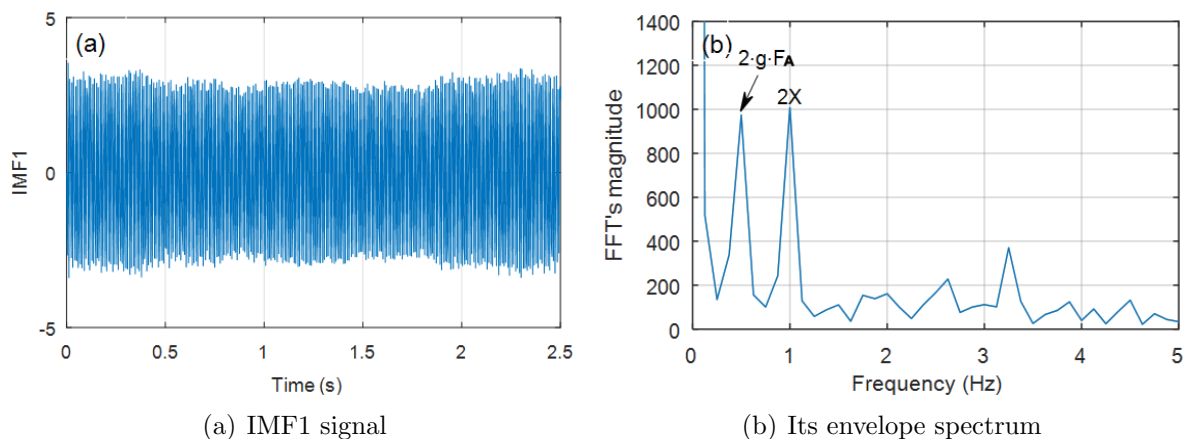 (a)
5
0
-5
IMF1
0 0.5 1 1.5 2 2.5
Time (s)
(b)
2·g·FA
2X
1400
1200
1000
800
600
400
200
0
FFT's magnitude
0 1 2 3 4 5
Frequency (Hz)
(a) IMF1 signal
(b) Its envelope spectrum